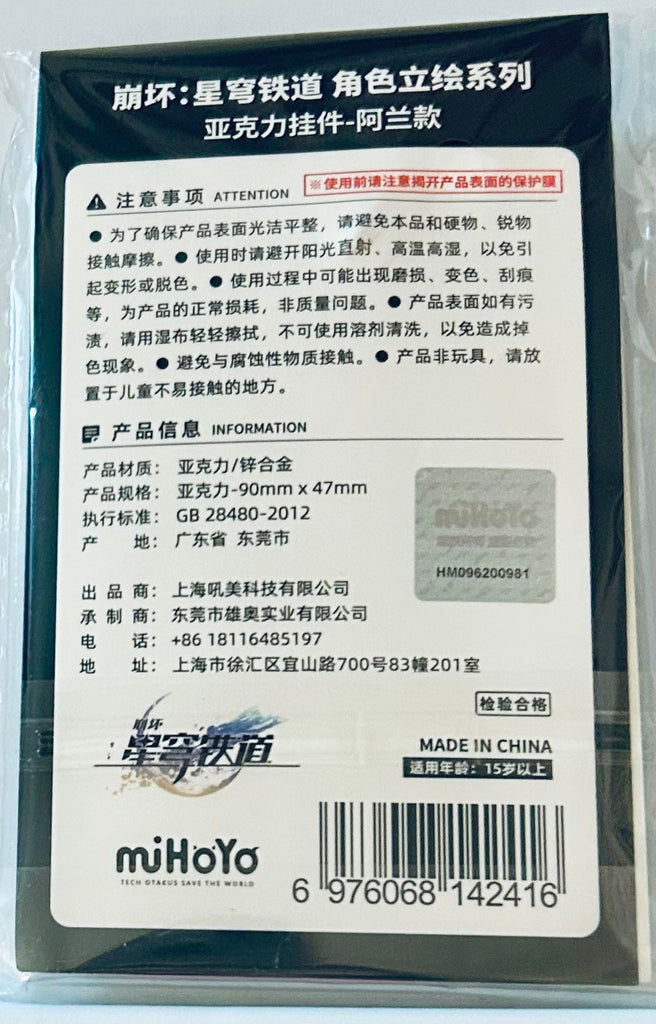 崩坏:星穹铁道 角色立绘系列
亚克力挂件-阿兰款
注意事项 ATTENTION
※使用前请注意揭开产品表面的保护膜
● 为了确保产品表面光洁平整，请避免本品和硬物、锐物
接触摩擦。● 使用时请避开阳光直射、高温高湿，以免引
起变形或脱色。● 使用过程中可能出现磨损、变色、刮痕
等，为产品的正常损耗，非质量问题。● 产品表面如有污
渍，请用湿布轻轻擦拭，不可使用溶剂清洗，以免造成掉
色现象。● 避免与腐蚀性物质接触。● 产品非玩具，请放
置于儿童不易接触的地方。
产品信息 INFORMATION
产品材质： 亚克力/锌合金
产品规格： 亚克力-90mm x 47mm
执行标准： GB 28480-2012
产 地： 广东省 东莞市
miHoYo
HM096200981
出 品 商： 上海吼美科技有限公司
承 制 商： 东莞市雄奥实业有限公司
电 话： +86 18116485197
地 址： 上海市徐汇区宜山路700号83幢201室
检验合格
崩坏
星穹铁道
MADE IN CHINA
适用年龄：15岁以上
miHoYo
TECH OTAKUS SAVE THE WORLD
6 976068 142416